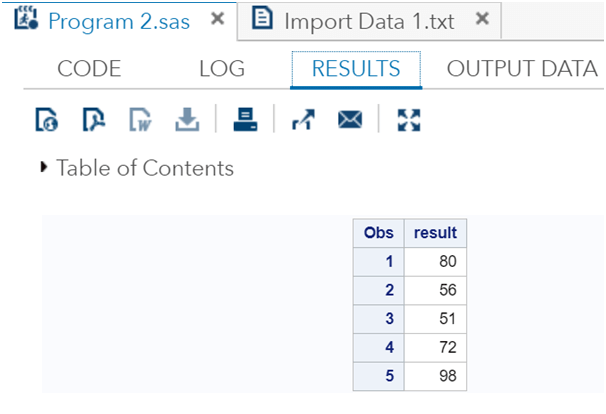 Program 2.sas × Import Data 1.txt ×
CODE LOG RESULTS OUTPUT DATA
Table of Contents
Obs result
1 80
2 56
3 51
4 72
5 98